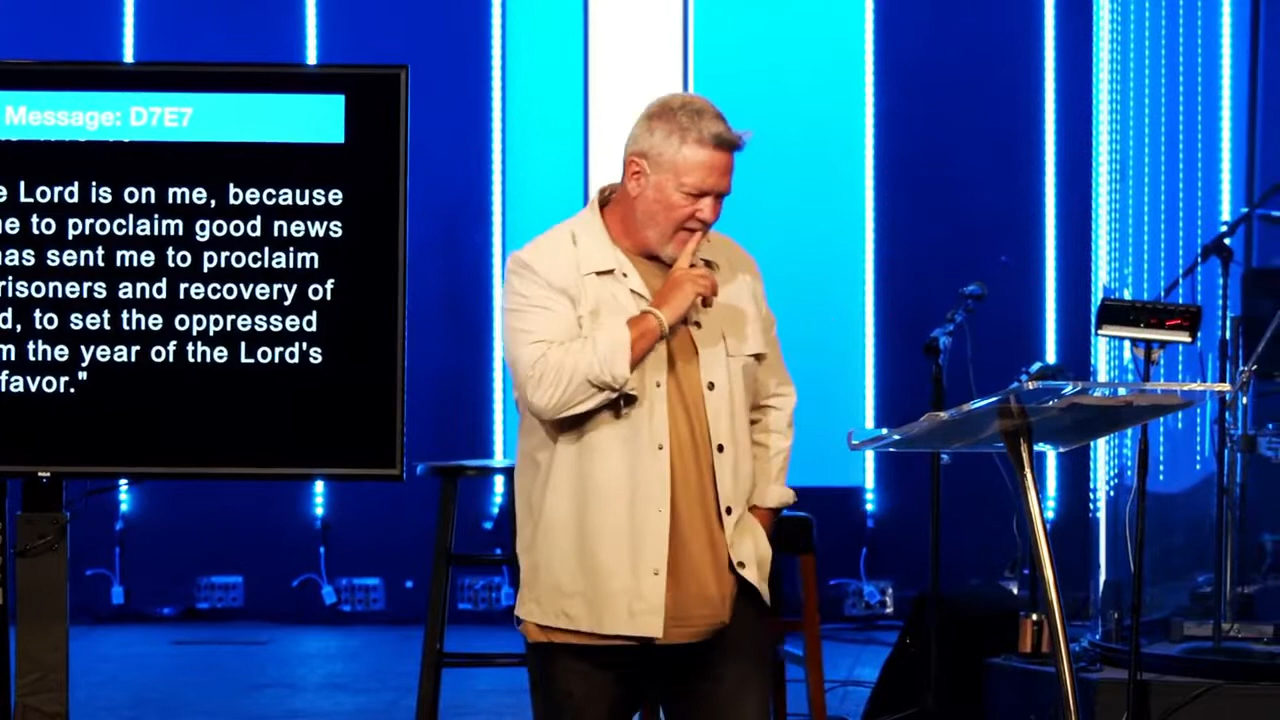 Message: D7E7
e Lord is on me, because
e to proclaim good news
as sent me to proclaim
risoners and recovery of
d, to set the oppressed
m the year of the Lord's
favor."